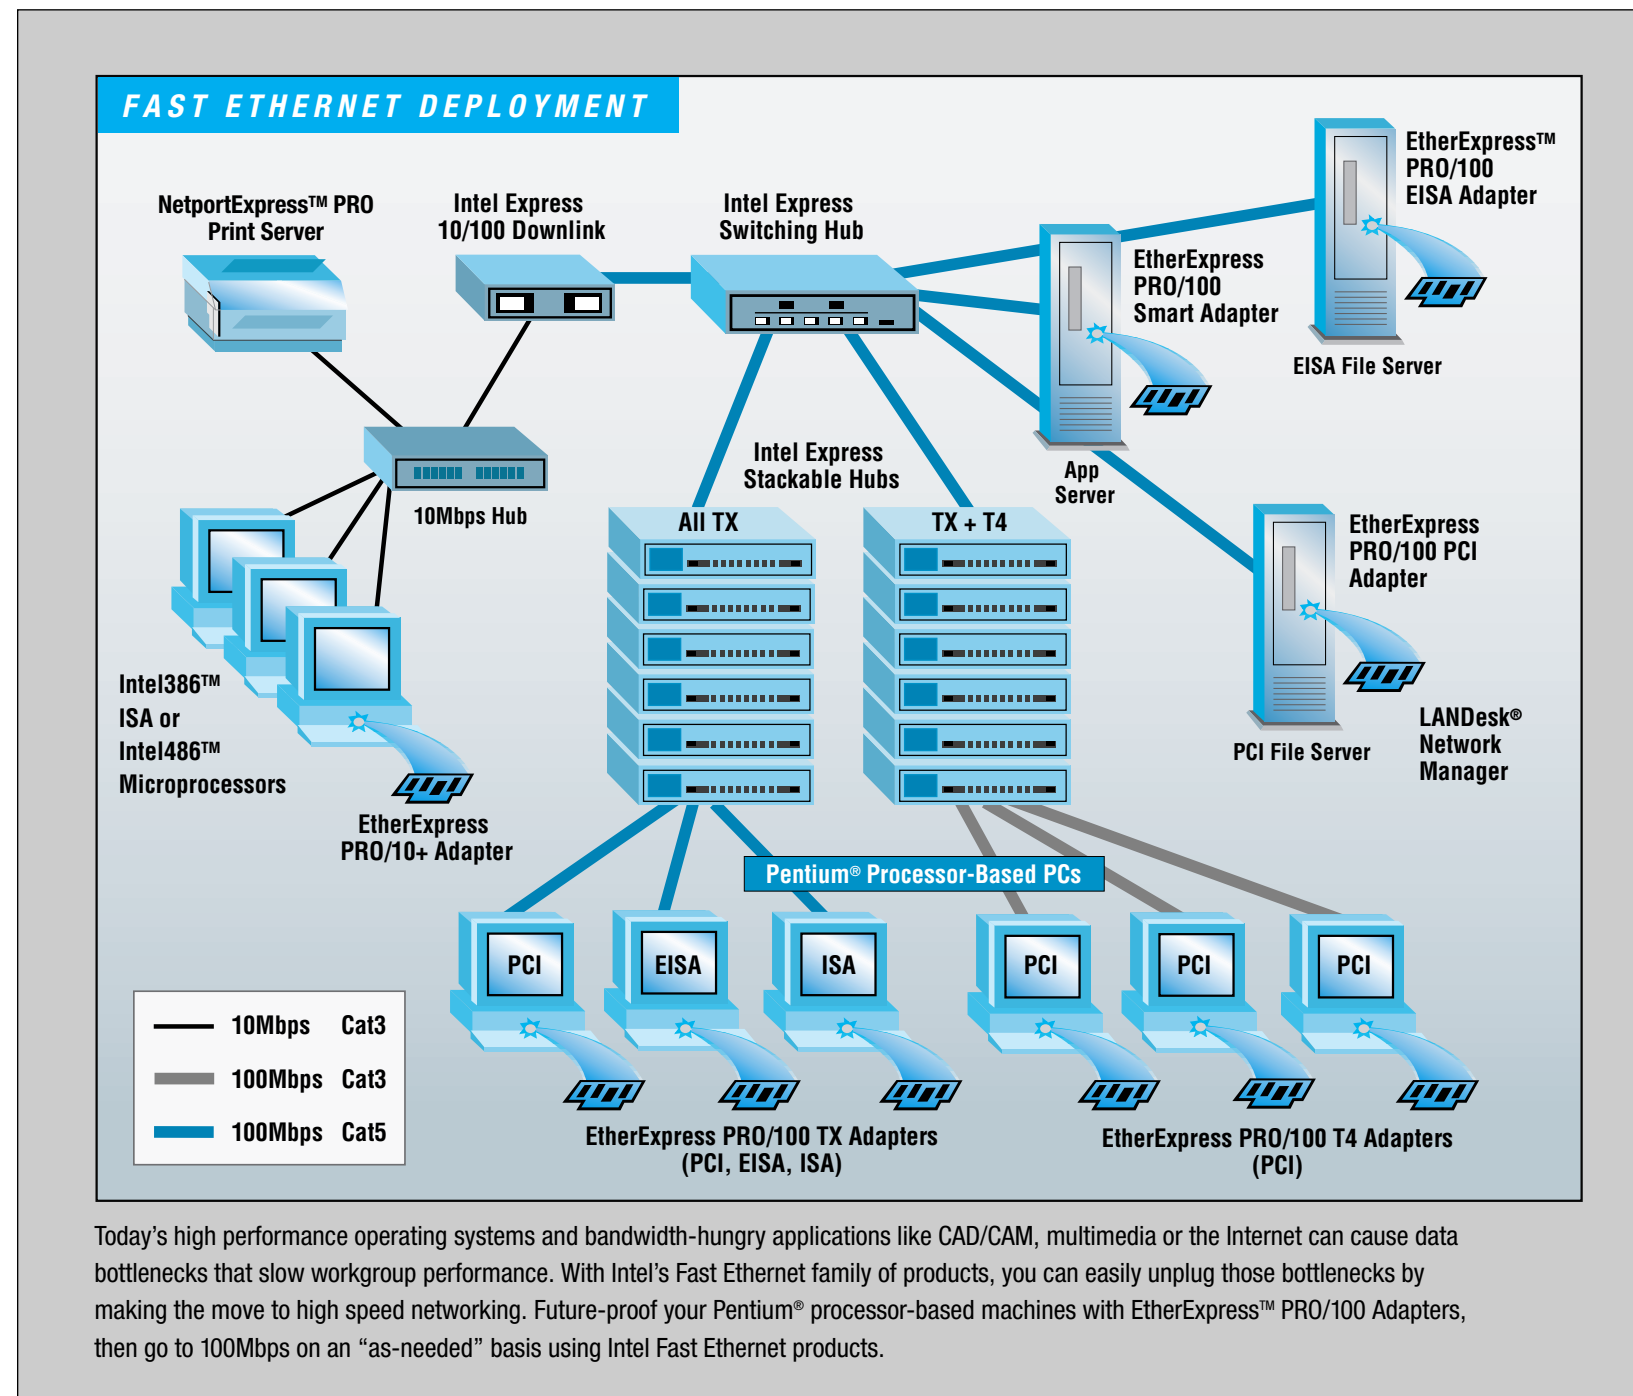 FAST ETHERNET DEPLOYMENT
NetportExpress™ PRO
Print Server
Intel Express
10/100 Downlink
Intel Express
Switching Hub
EtherExpress™
PRO/100
EISA Adapter
EtherExpress
PRO/100
Smart Adapter
EISA File Server
Intel Express
Stackable Hubs
App
Server
10Mbps Hub
All TX
TX + T4
EtherExpress
PRO/100 PCI
Adapter
Intel386™
ISA or
Intel486™
Microprocessors
LANDesk®
Network
Manager
PCI File Server
EtherExpress
PRO/10+ Adapter
Pentium® Processor-Based PCs
PCI
EISA
ISA
PCI
PCI
PCI
10Mbps Cat3
100Mbps Cat3
100Mbps Cat5
EtherExpress PRO/100 TX Adapters
(PCI, EISA, ISA)
EtherExpress PRO/100 T4 Adapters
(PCI)
Today’s high performance operating systems and bandwidth-hungry applications like CAD/CAM, multimedia or the Internet can cause data
bottlenecks that slow workgroup performance. With Intel’s Fast Ethernet family of products, you can easily unplug those bottlenecks by
making the move to high speed networking. Future-proof your Pentium® processor-based machines with EtherExpress™ PRO/100 Adapters,
then go to 100Mbps on an “as-needed” basis using Intel Fast Ethernet products.